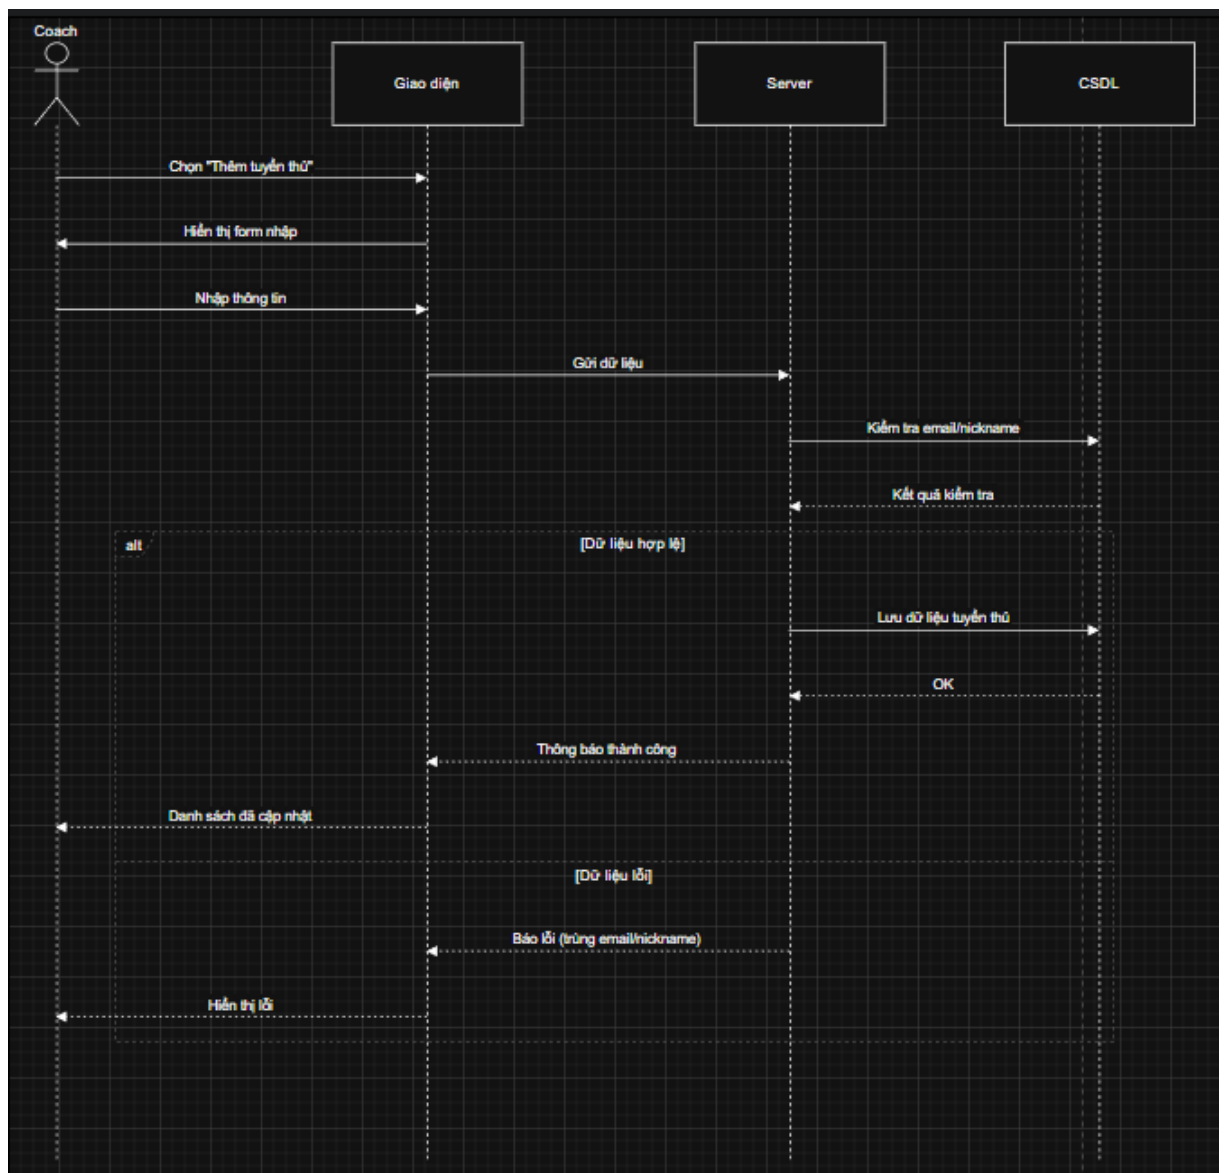 Coach
Giao diện
Server
CSDL
Chọn "Thêm tuyển thủ"
Hiển thị form nhập
Nhập thông tin
Gửi dữ liệu
Kiểm tra email/nickname
Kết quả kiểm tra
alt
[Dữ liệu hợp lệ]
Lưu dữ liệu tuyển thủ
OK
Thông báo thành công
Danh sách đã cập nhật
[Dữ liệu lỗi]
Báo lỗi (trùng email/nickname)
Hiển thị lỗi